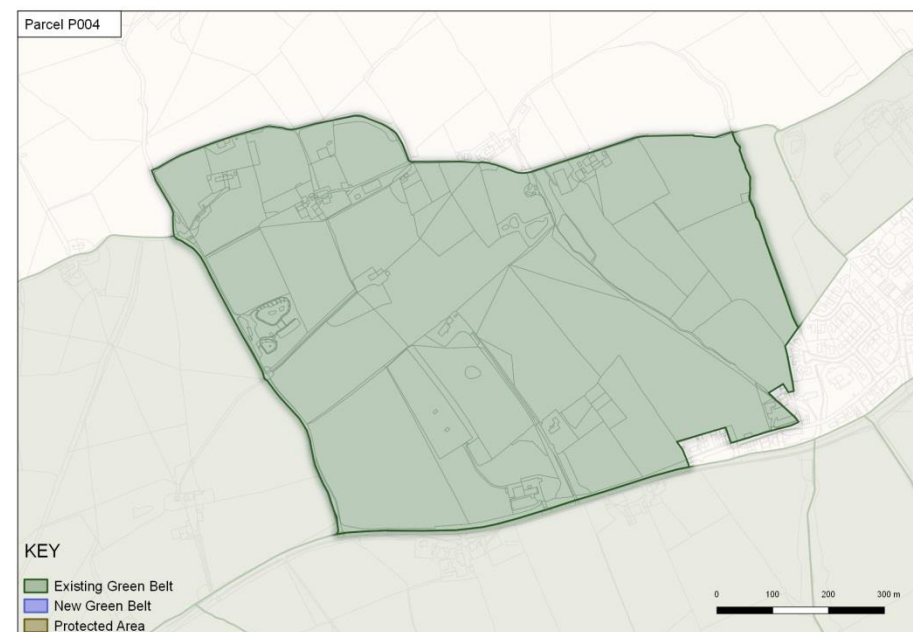 Parcel P004
KEY
Existing Green Belt
New Green Belt
Protected Area
0 100 200 300 m